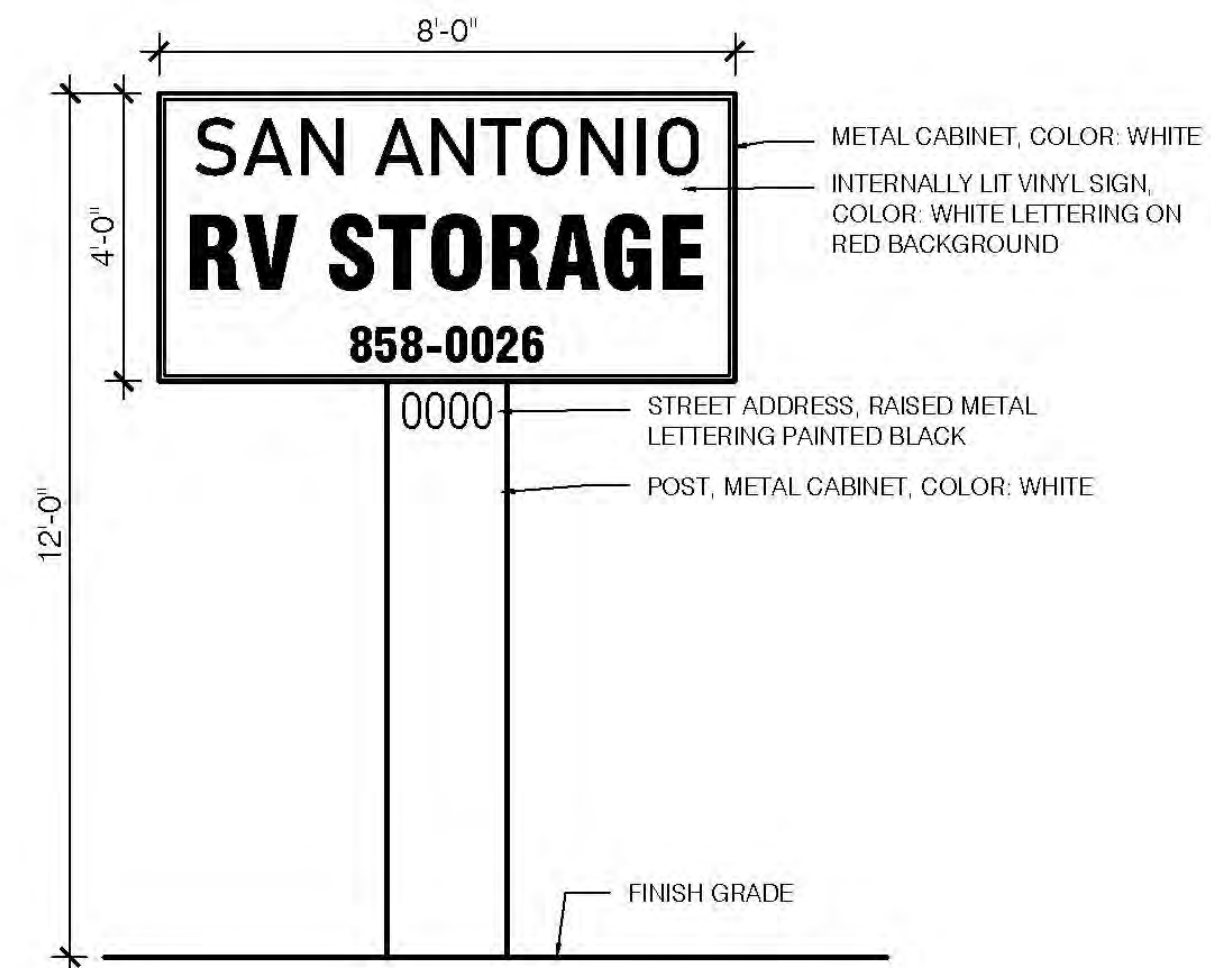 8'-0"
SAN ANTONIO
RV STORAGE
858-0026
4'-0"
12'-0"
METAL CABINET, COLOR: WHITE
INTERNALLY LIT VINYL SIGN,
COLOR: WHITE LETTERING ON
RED BACKGROUND
0000
STREET ADDRESS, RAISED METAL
LETTERING PAINTED BLACK
POST, METAL CABINET, COLOR: WHITE
FINISH GRADE